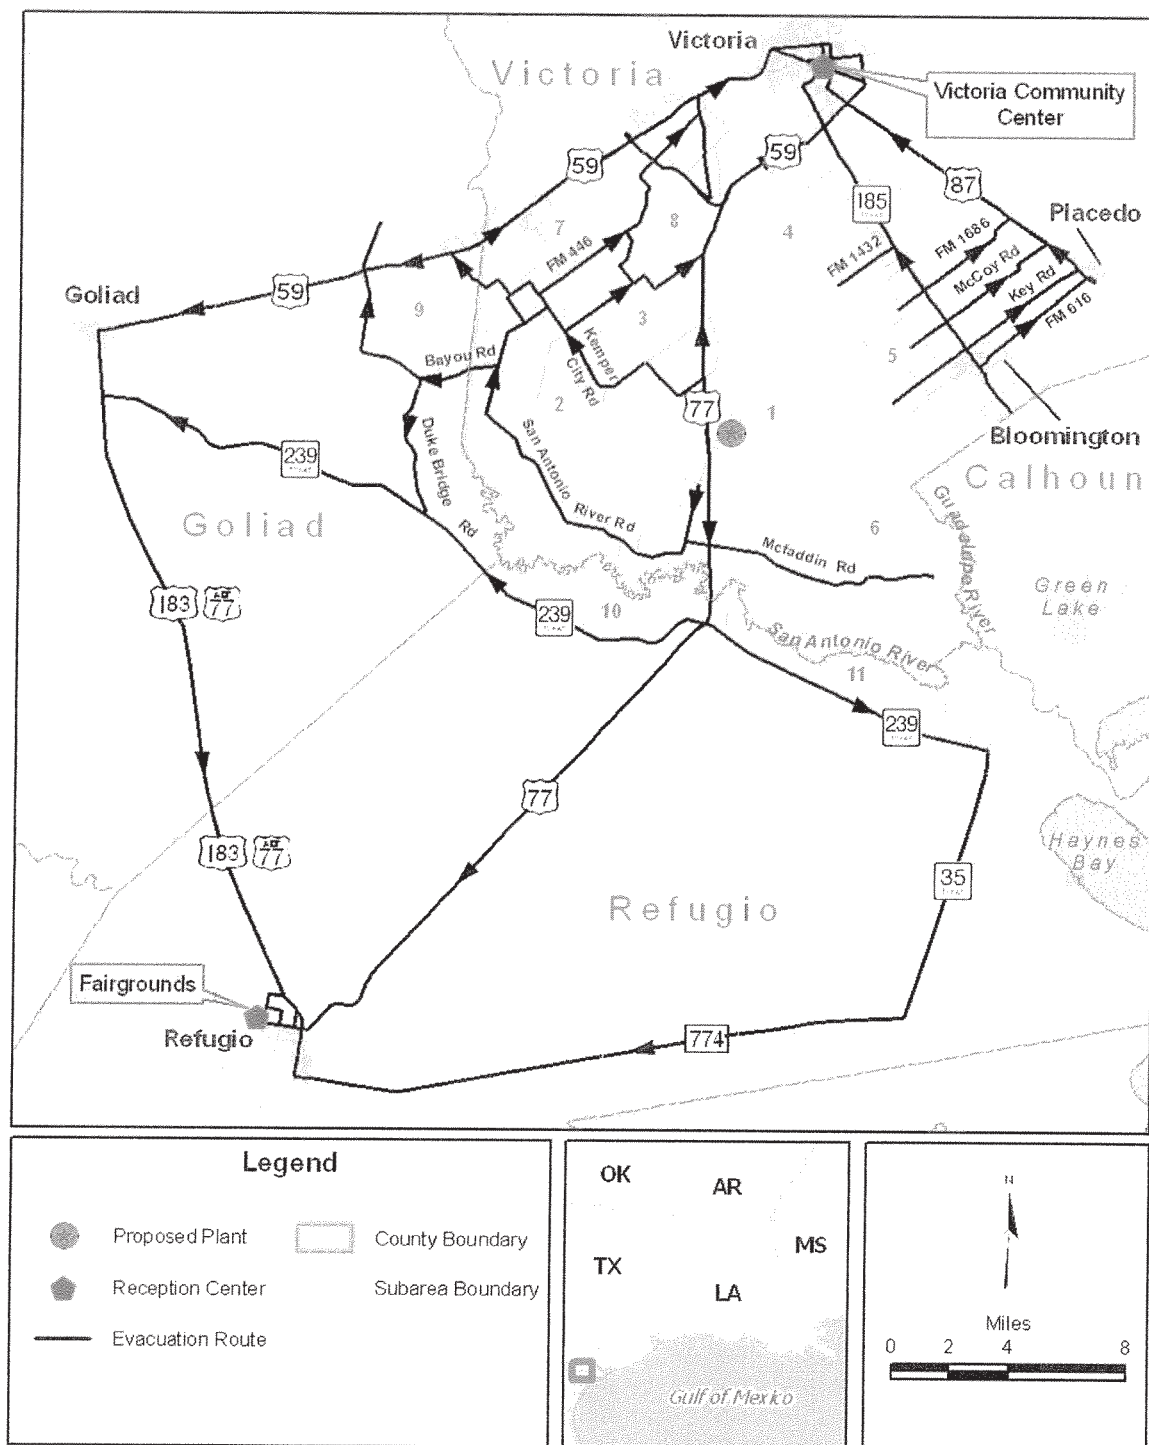 Victoria
Victoria
Victoria Community
Center
59
59
185
87
Placedo
FM 1432
FM 1686
McCoy Rd
Key Rd
FM 616
7
8
4
FM 446
Goliad
59
9
3
5
Bayou Rd
Kemper
City Rd
2
77
1
Bloomington
239
Duke Bridge
Rd
San Antonio
River Rd
Calhoun
Goliad
6
Guadalupe River
Mcfaddin Rd
Green
Lake
183
77
239
10
San Antonio River
11
239
77
183
77
Haynes
Bay
35
Refugio
Fairgrounds
Refugio
774
Legend
Proposed Plant
County Boundary
Reception Center
Subarea Boundary
Evacuation Route
OK
AR
MS
TX
LA
Gulf of Mexico
N
Miles
0 2 4 8